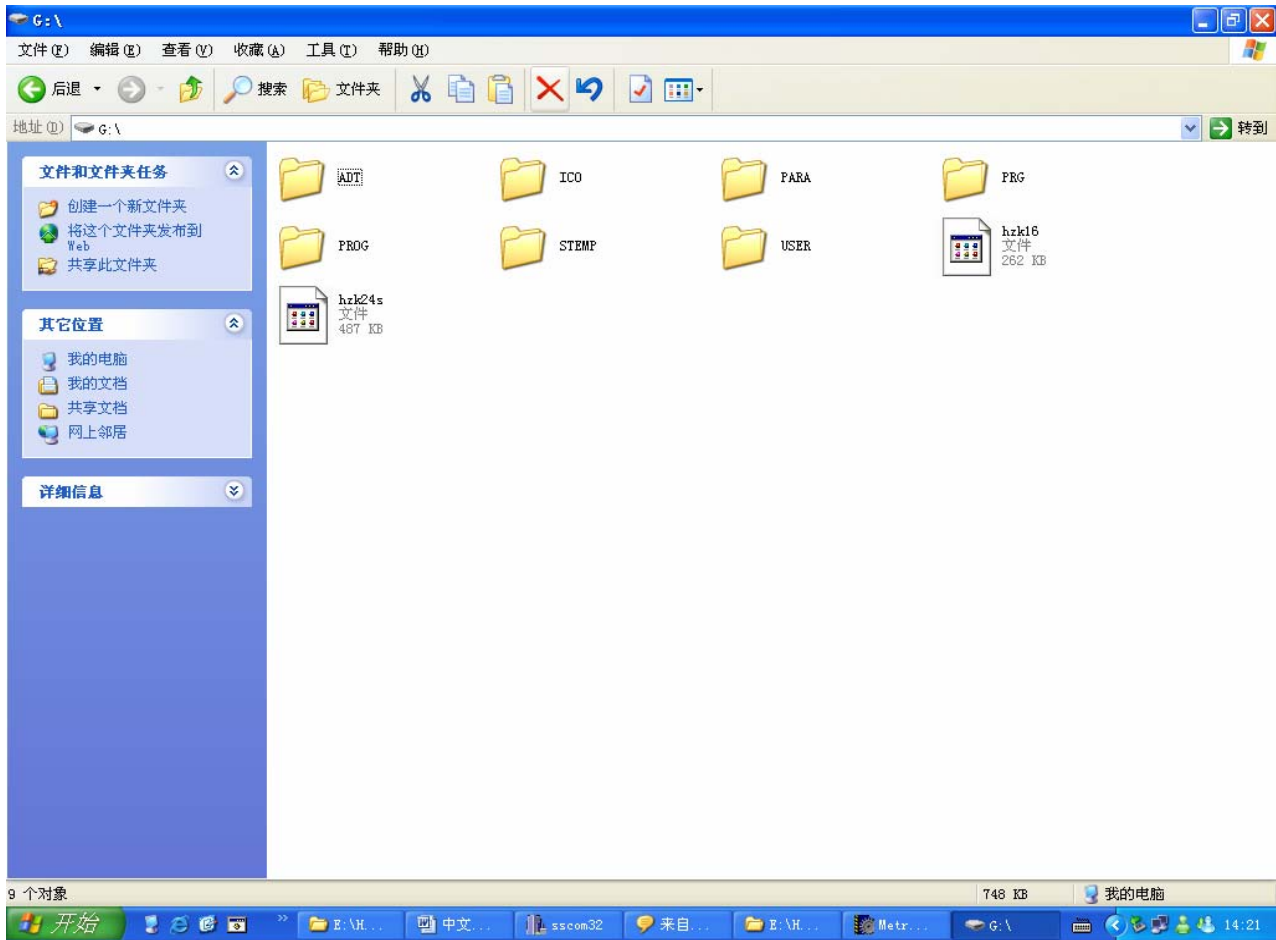 G:\
文件(F) 编辑(E) 查看(V) 收藏(A) 工具(T) 帮助(H)
后退 搜索 文件夹
地址(D) G:\ 转到
文件和文件夹任务
创建一个新文件夹
将这个文件夹发布到
Web
共享此文件夹
其它位置
我的电脑
我的文档
共享文档
网上邻居
详细信息
ADT ICO PARA PRG
PROG STEMP USER hzk16
文件
262 KB
hzk24s
文件
487 KB
9 个对象 748 KB 我的电脑
开始 E:\H... 中文... sscom32 来自... E:\H... Metr... G:\ 14:21